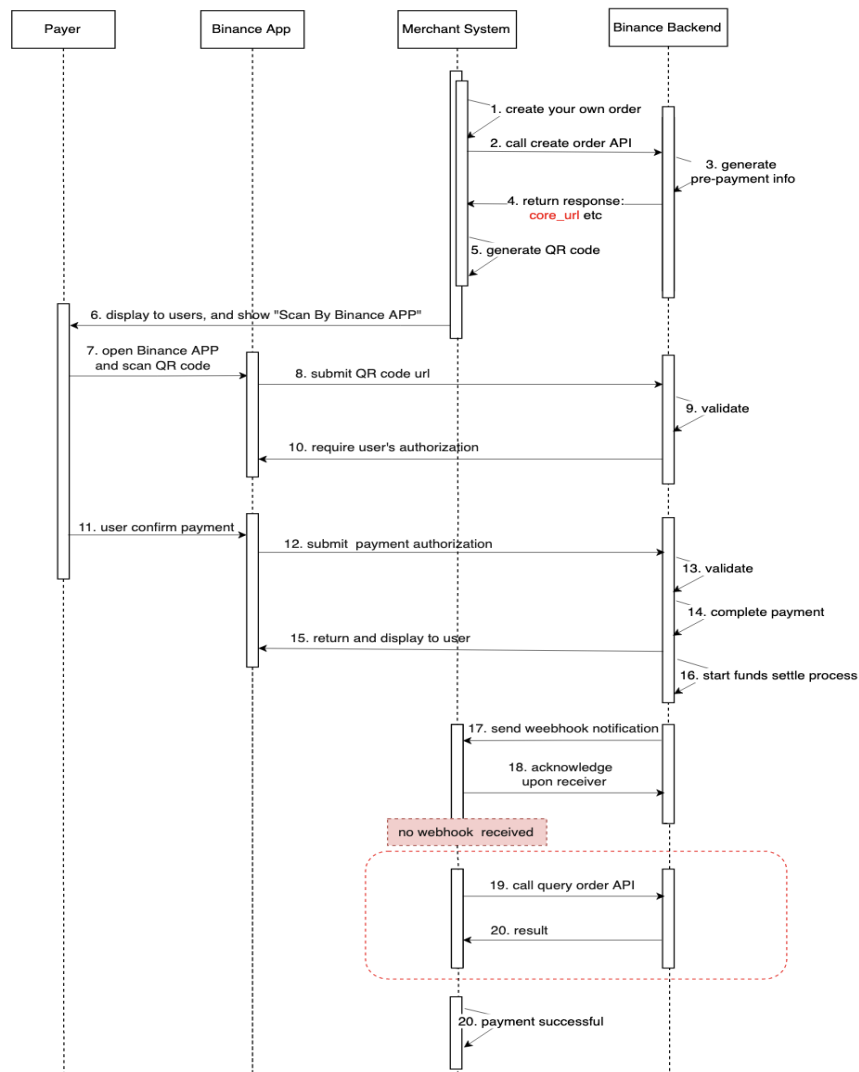 Payer
Binance App
Merchant System
Binance Backend
1. create your own order
2. call create order API
3. generate
pre-payment info
4. return response:
core_url etc
5. generate QR code
6. display to users, and show "Scan By Binance APP"
7. open Binance APP
and scan QR code
8. submit QR code url
9. validate
10. require user's authorization
11. user confirm payment
12. submit payment authorization
13. validate
14. complete payment
15. return and display to user
16. start funds settle process
17. send weebhook notification
18. acknowledge
upon receiver
no webhook received
19. call query order API
20. result
20. payment successful